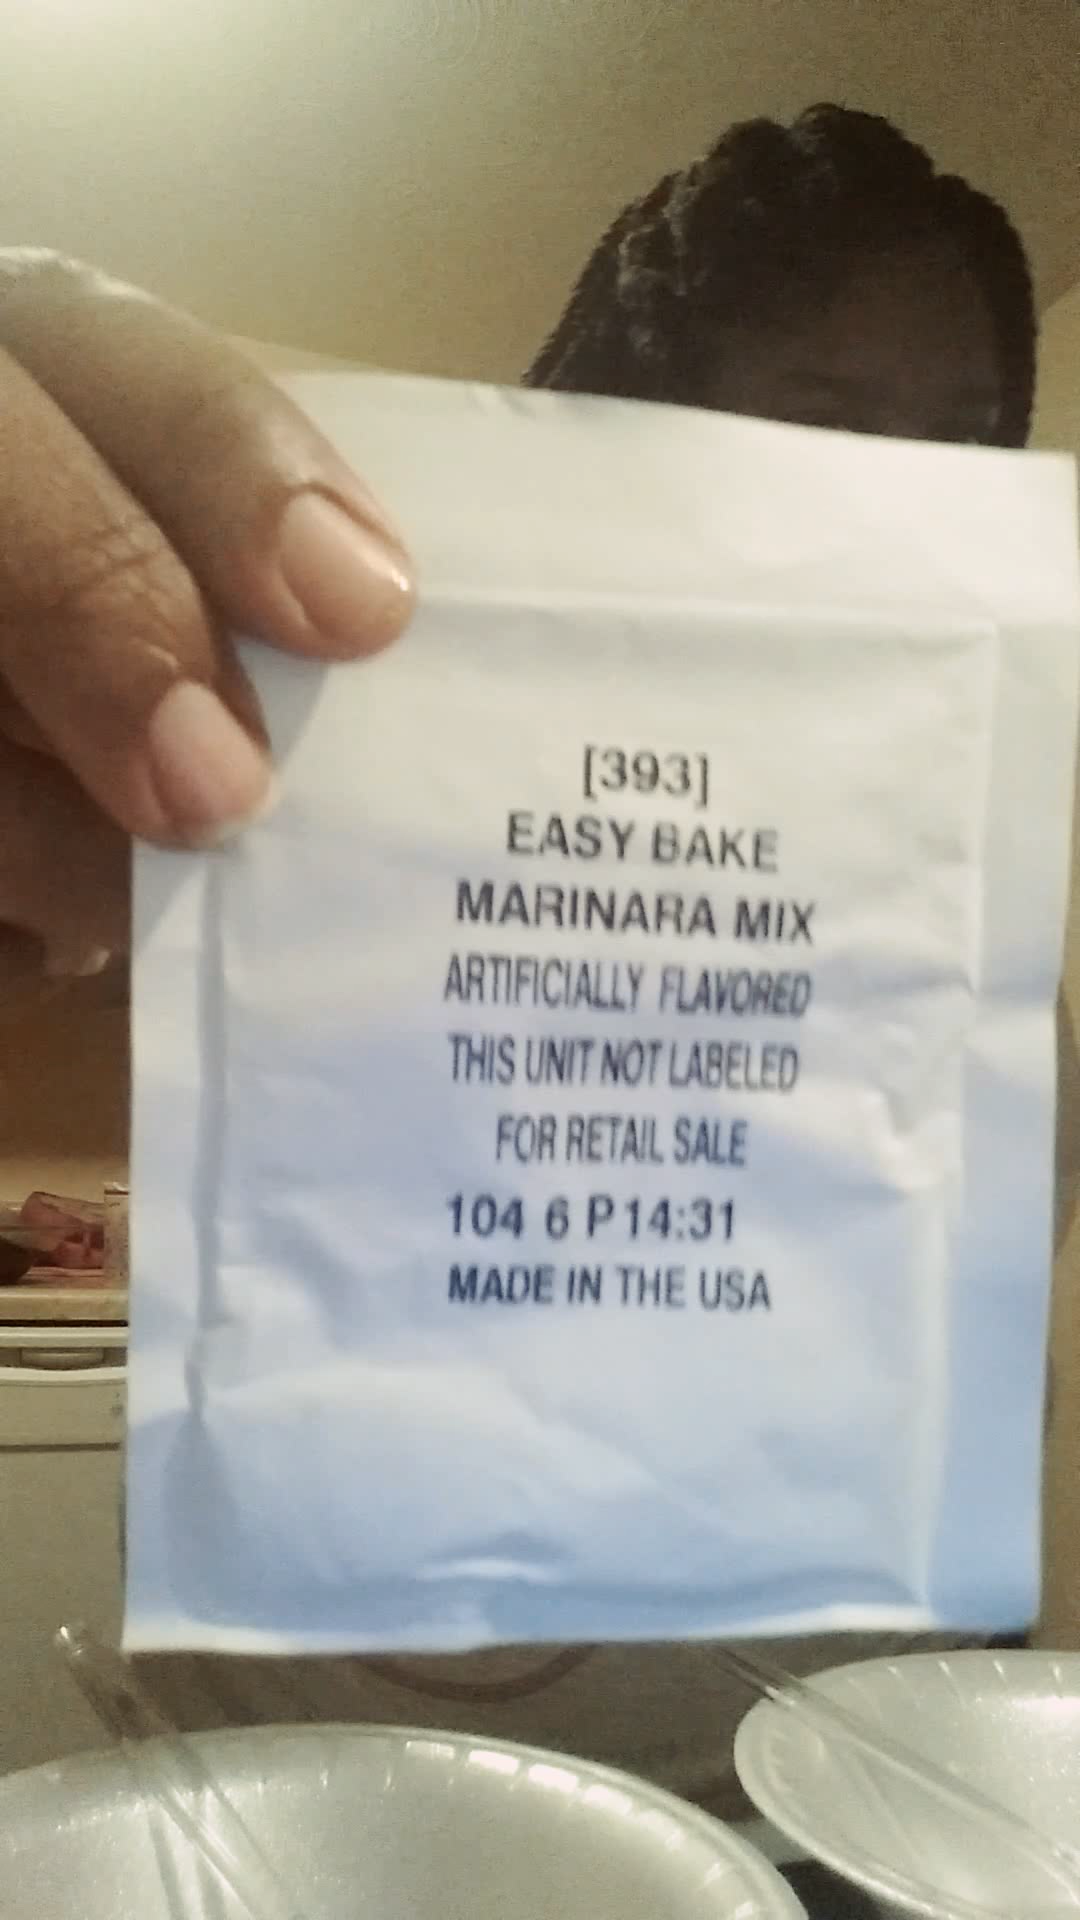 [393]
EASY BAKE
MARINARA MIX
ARTIFICIALLY FLAVORED
THIS UNIT NOT LABELED
FOR RETAIL SALE
104 6 P14:31
MADE IN THE USA